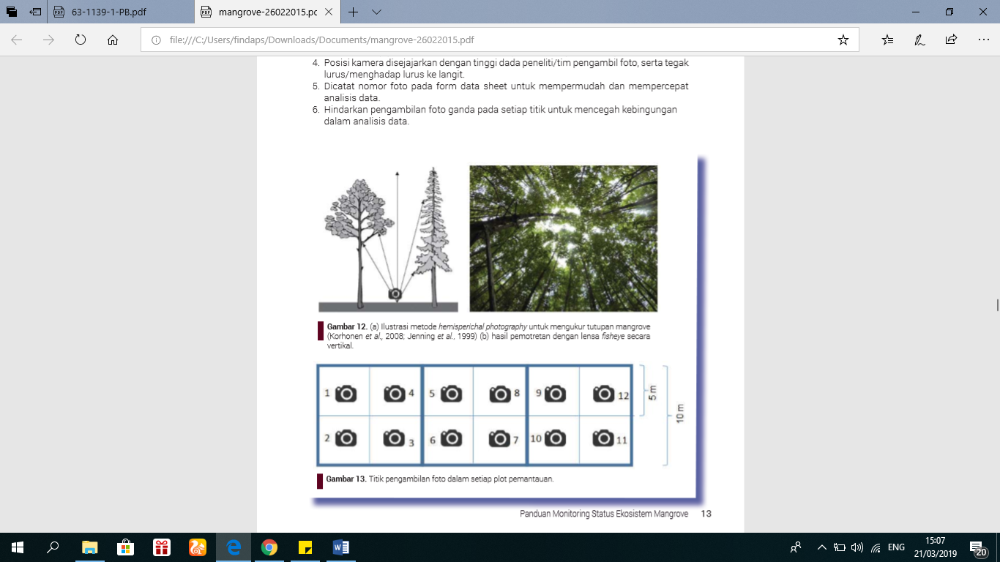 63-1139-1-PB.pdf
mangrove-26022015.pc
file:///C:/Users/findaps/Downloads/Documents/mangrove-26022015.pdf
4. Posisi kamera disejajarkan dengan tinggi dada peneliti/tim pengambil foto, serta tegak
lurus/menghadap lurus ke langit.
5. Dicatat nomor foto pada form data sheet untuk mempermudah dan mempercepat
analisis data.
6. Hindarkan pengambilan foto ganda pada setiap titik untuk mencegah kebingungan
dalam analisis data.
Gambar 12. (a) Ilustrasi metode hemisperichal photography untuk mengukur tutupan mangrove
(Korhonen et al., 2008; Jenning et al., 1999) (b) hasil pemotretan dengan lensa fisheye secara
vertikal.
1 4 5 8 9 12
2 3 6 7 10 11
5 m
10 m
Gambar 13. Titik pengambilan foto dalam setiap plot pemantauan.
Panduan Monitoring Status Ekosistem Mangrove 13
ENG
15:07
21/03/2019
20